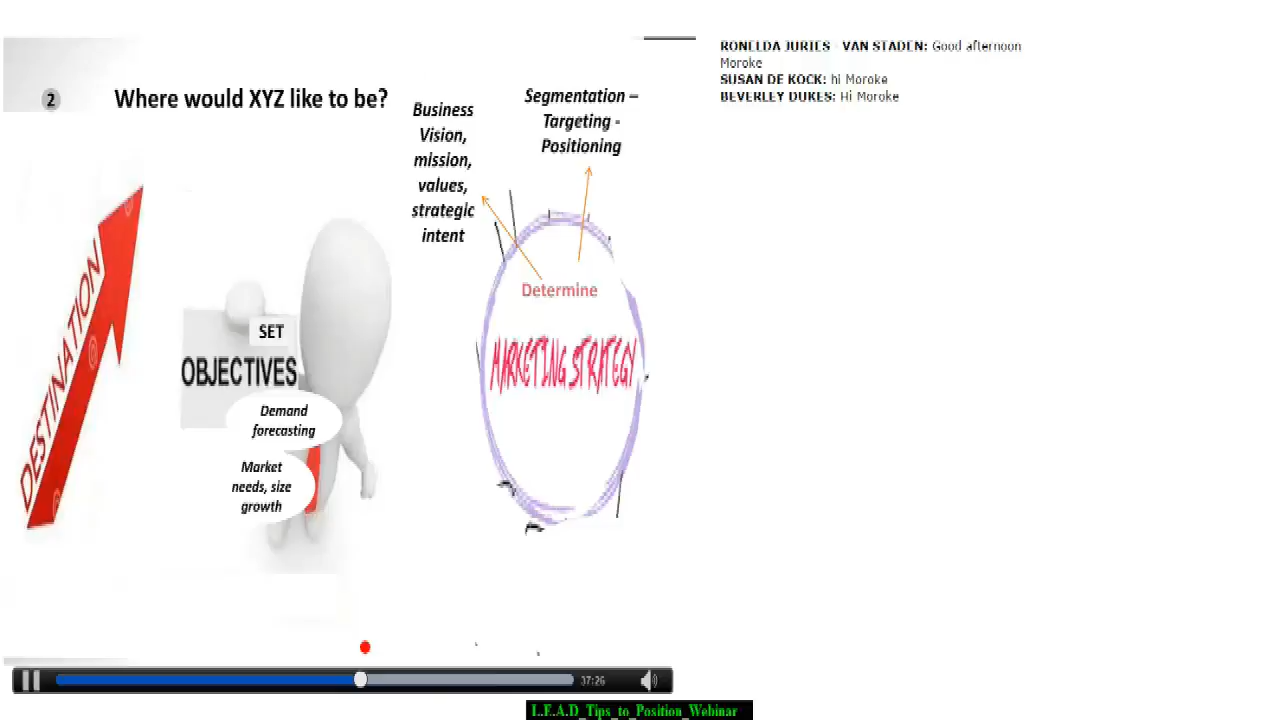 2
Where would XYZ like to be?
Business
Vision,
mission,
values,
strategic
intent
Segmentation –
Targeting -
Positioning
DESTINATION
SET
OBJECTIVES
Demand
forecasting
Market
needs, size
growth
Determine
MARKETING STRATEGY
RONELDA JURIES - VAN STADEN: Good afternoon
Moroke
SUSAN DE KOCK: hi Moroke
BEVERLEY DUKES: Hi Moroke
37:26
L.E.A.D_Tips_to_Position_Webinar